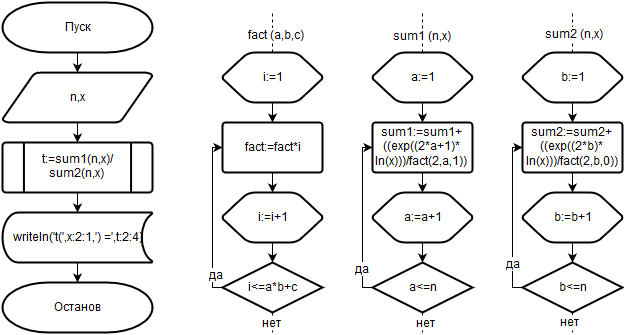 Пуск
n,x
t:=sum1(n,x)/
sum2(n,x)
writeln('t(',x:2:1,') =',t:2:4)
Останов
fact (a,b,c)
i:=1
fact:=fact*i
i:=i+1
i<=a*b+c
да
нет
sum1 (n,x)
a:=1
sum1:=sum1+
((exp((2*a+1)*
ln(x)))/fact(2,a,1))
a:=a+1
a<=n
да
нет
sum2 (n,x)
b:=1
sum2:=sum2+
((exp((2*b)*
ln(x)))/fact(2,b,0))
b:=b+1
b<=n
да
нет